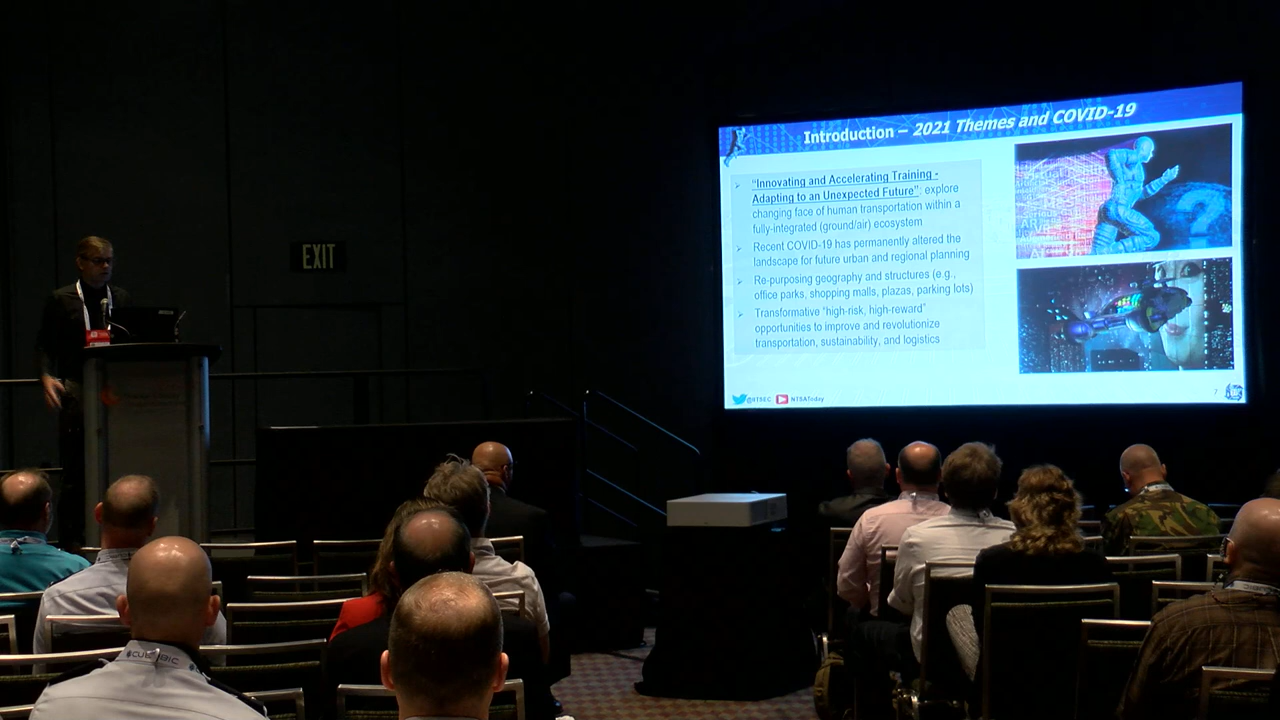 Introduction – 2021 Themes and COVID-19
“Innovating and Accelerating Training -
Adapting to an Unexpected Future”: explore
changing face of human transportation within a
fully-integrated (ground/air) ecosystem
Recent COVID-19 has permanently altered the
landscape for future urban and regional planning
Re-purposing geography and structures (e.g.,
office parks, shopping malls, plazas, parking lots)
Transformative “high-risk, high-reward”
opportunities to improve and revolutionize
transportation, sustainability, and logistics
@IITSEC
NTSAToday
7
EXIT